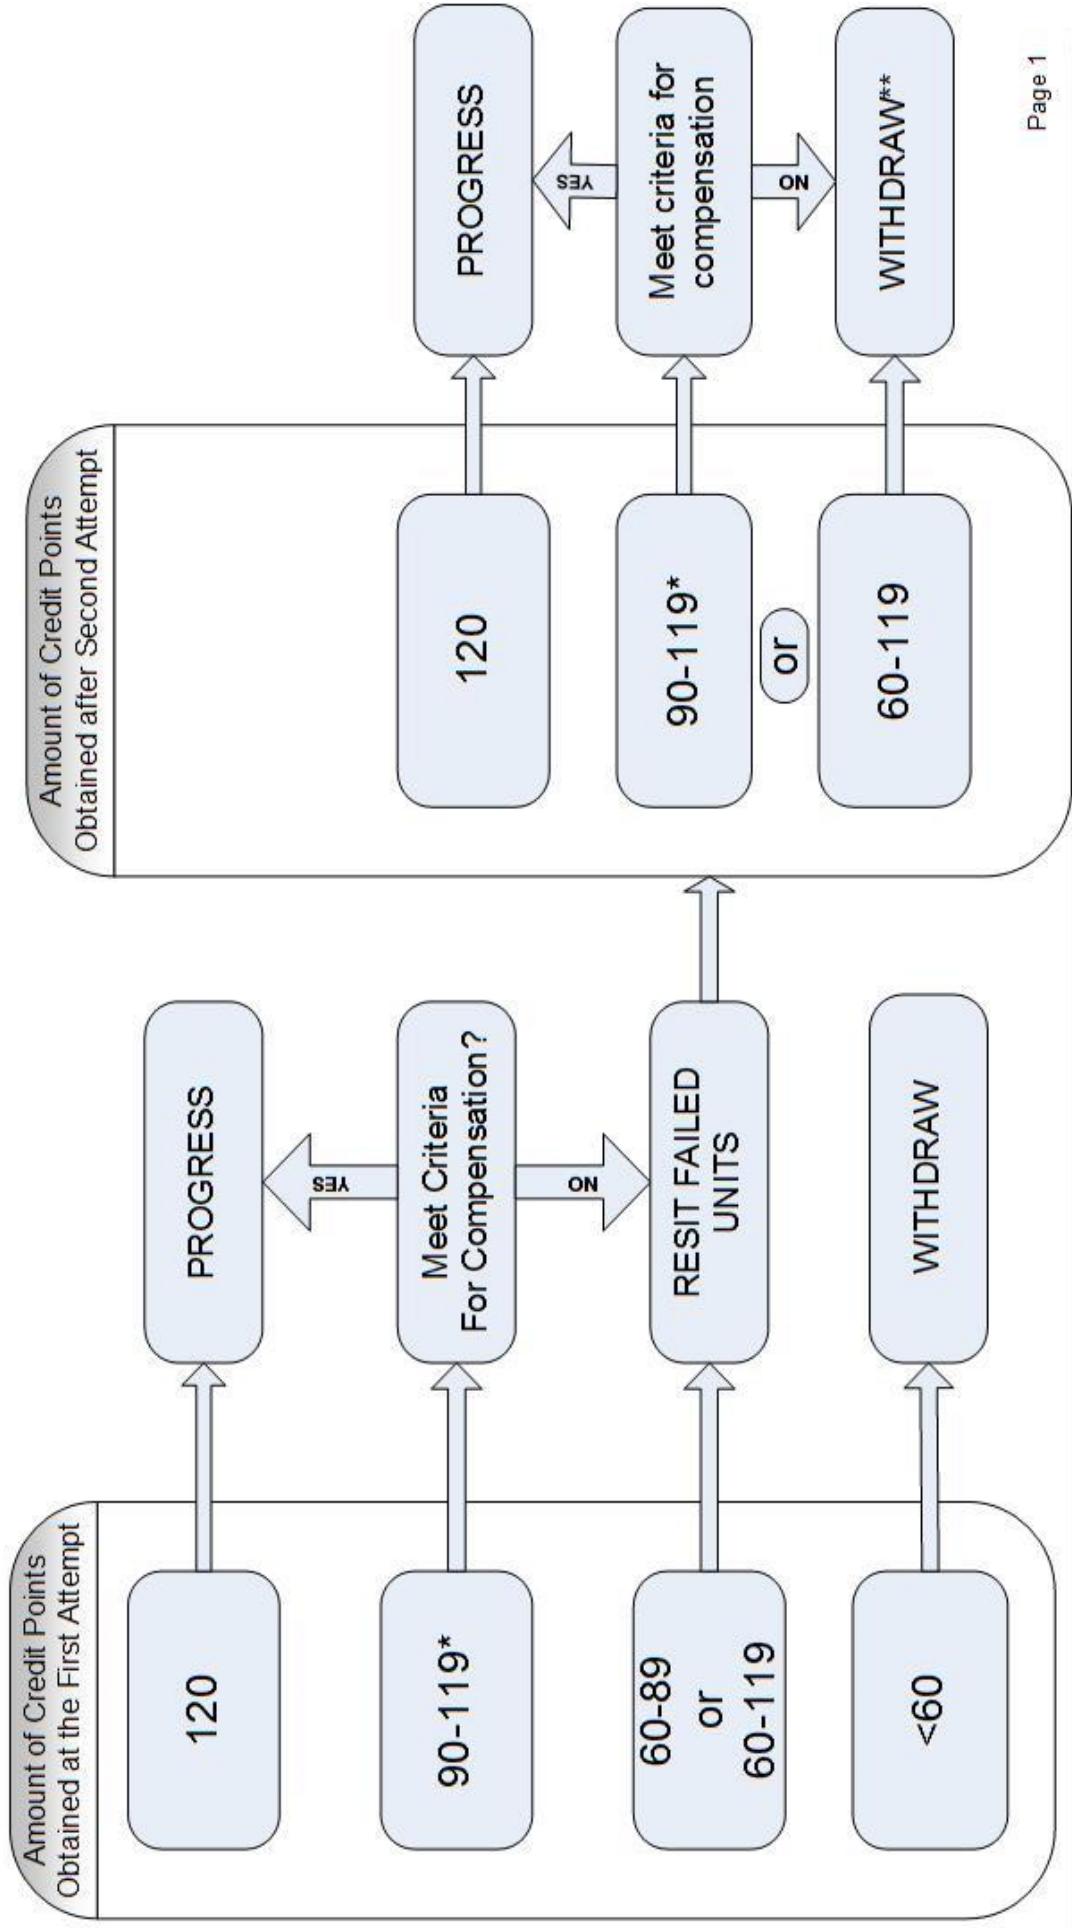 Amount of Credit Points
Obtained at the First Attempt
120
90-119*
60-89
or
60-119
<60
PROGRESS
YES
Meet Criteria
For Compensation?
NO
RESIT FAILED
UNITS
WITHDRAW
Amount of Credit Points
Obtained after Second Attempt
120
90-119*
or
60-119
PROGRESS
YES
Meet criteria for
compensation
NO
WITHDRAW**
Page 1